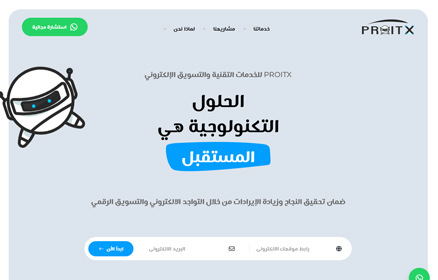 PROITX
خدماتنا
مشاريعنا
لماذا نحن
استشارة مجانية
PROITX للخدمات التقنية والتسويق الإلكتروني
الحلول
التكنولوجية هي
المستقبل
ضمان تحقيق النجاح وزيادة الإيرادات من خلال التواجد الالكتروني والتسويق الرقمي
رابط موقعك الالكتروني
البريد الالكتروني
ابدأ الآن